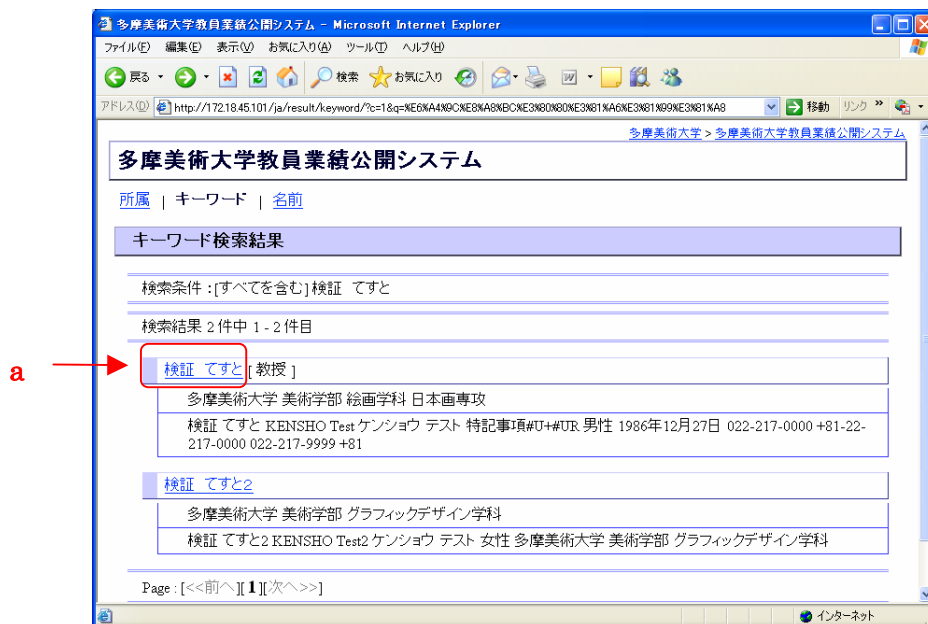 多摩美術大学教員業績公開システム - Microsoft Internet Explorer
ファイル(F) 編集(E) 表示(V) お気に入り(A) ツール(T) ヘルプ(H)
戻る 検索 お気に入り
アドレス(D) http://172.18.45.101/ja/result/keyword/?c=1&q=%E6%A4%9C%E8%A8%BC%E3%80%80%E3%81%A6%E3%81%99%E3%81%A8 移動 リンク »
多摩美術大学 > 多摩美術大学教員業績公開システム
多摩美術大学教員業績公開システム
所属 | キーワード | 名前
キーワード検索結果
検索条件 :[すべてを含む] 検証 てすと
検索結果 2 件中 1 - 2 件目
a
検証 てすと [ 教授 ]
多摩美術大学 美術学部 絵画学科 日本画専攻
検証 てすと KENSHO Test ケンショウ テスト 特記事項#U+#UR 男性 1986年12月27日 022-217-0000 +81-22-
217-0000 022-217-9999 +81
検証 てすと2
多摩美術大学 美術学部 グラフィックデザイン学科
検証 てすと2 KENSHO Test2 ケンショウ テスト 女性 多摩美術大学 美術学部 グラフィックデザイン学科
Page : [<<前へ][1][次へ>>]
インターネット